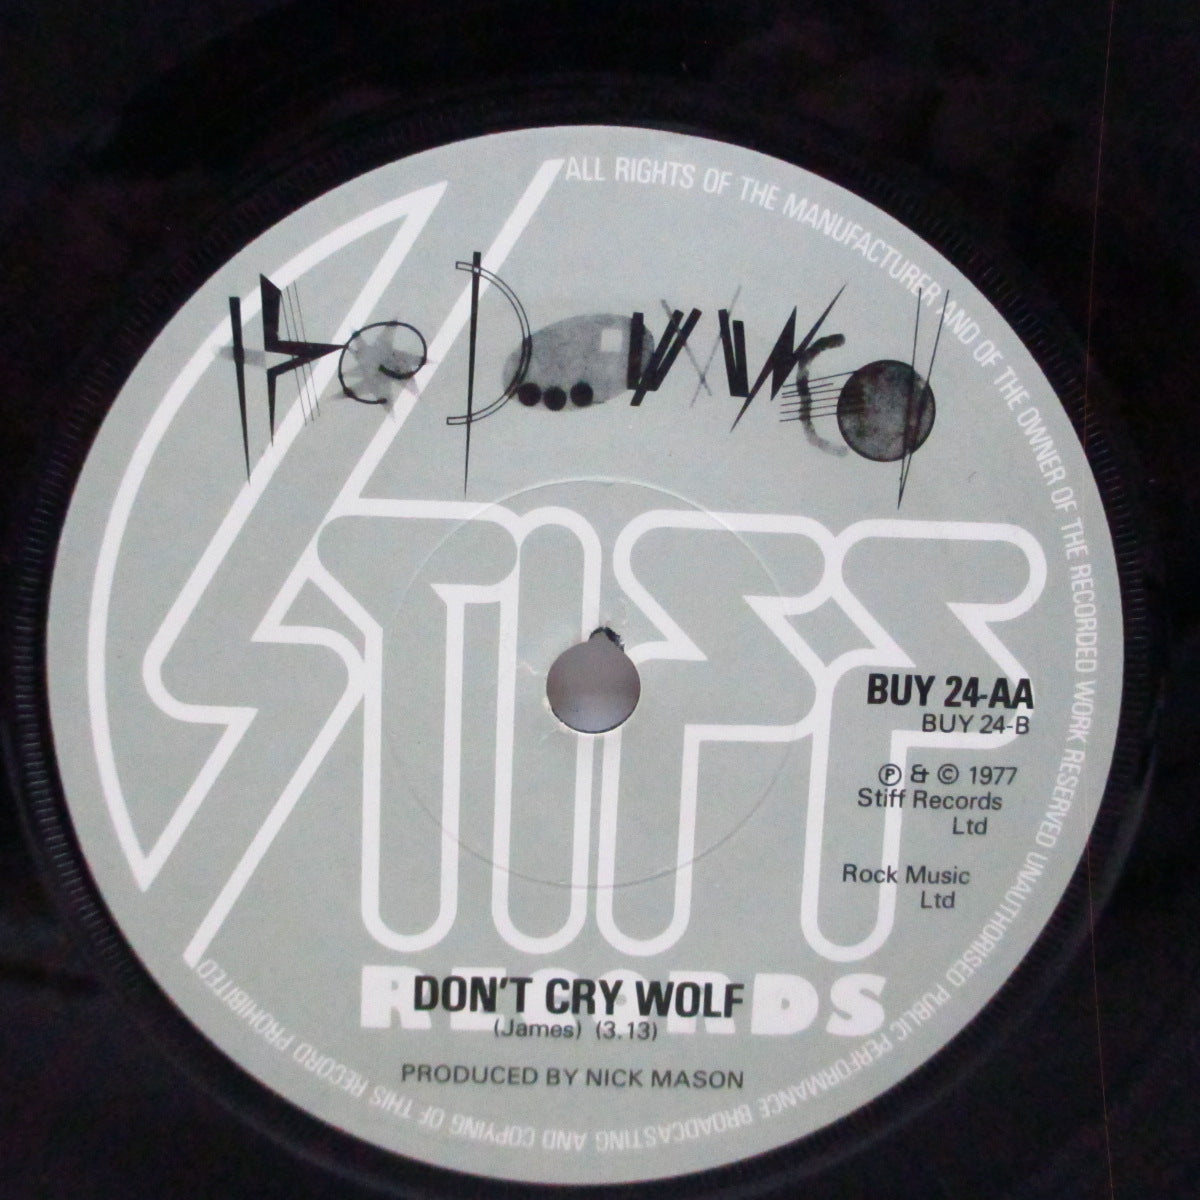 ALL RIGHTS OF THE MANUFACTURER AND OF THE OWNER OF THE RECORDED WORK RESERVED UNAUTHORISED PUBLIC PERFORMANCE BROADCASTING AND COPYING OF THIS RECORD PROHIBITED
The Damned
STIFF
RECORDS
BUY 24-AA
BUY 24-B
℗ & © 1977
Stiff Records
Ltd
Rock Music
Ltd
DON'T CRY WOLF
(James) (3.13)
PRODUCED BY NICK MASON